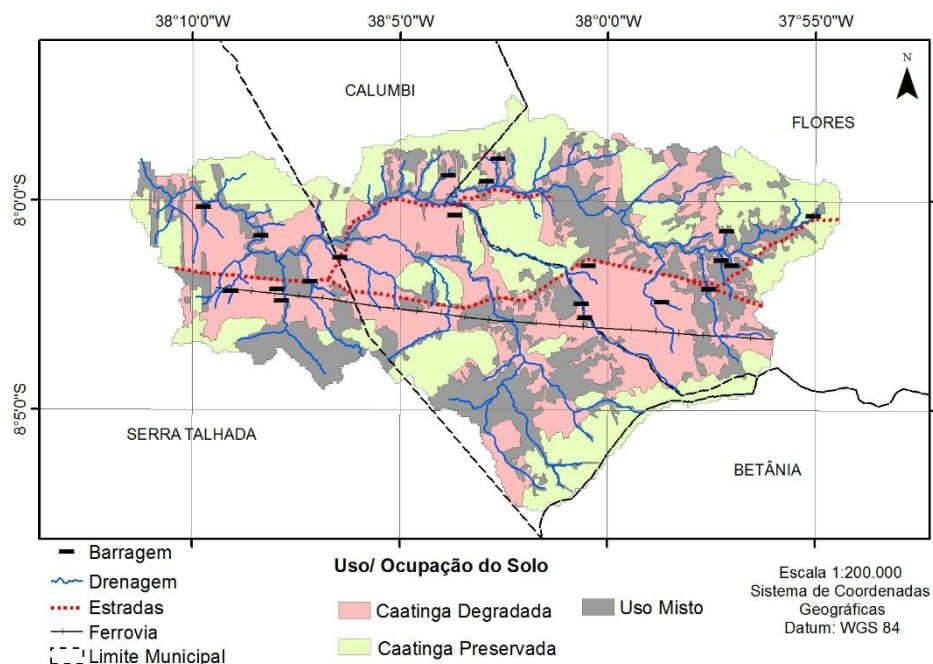 38°10'0"W
38°5'0"W
38°0'0"W
37°55'0"W
N
CALUMBI
FLORES
8°0'0"S
8°5'0"S
SERRA TALHADA
BETÂNIA
Barragem
Drenagem
Estradas
Ferrovia
Limite Municipal
Uso/ Ocupação do Solo
Caatinga Degradada
Uso Misto
Caatinga Preservada
Escala 1:200.000
Sistema de Coordenadas
Geográficas
Datum: WGS 84